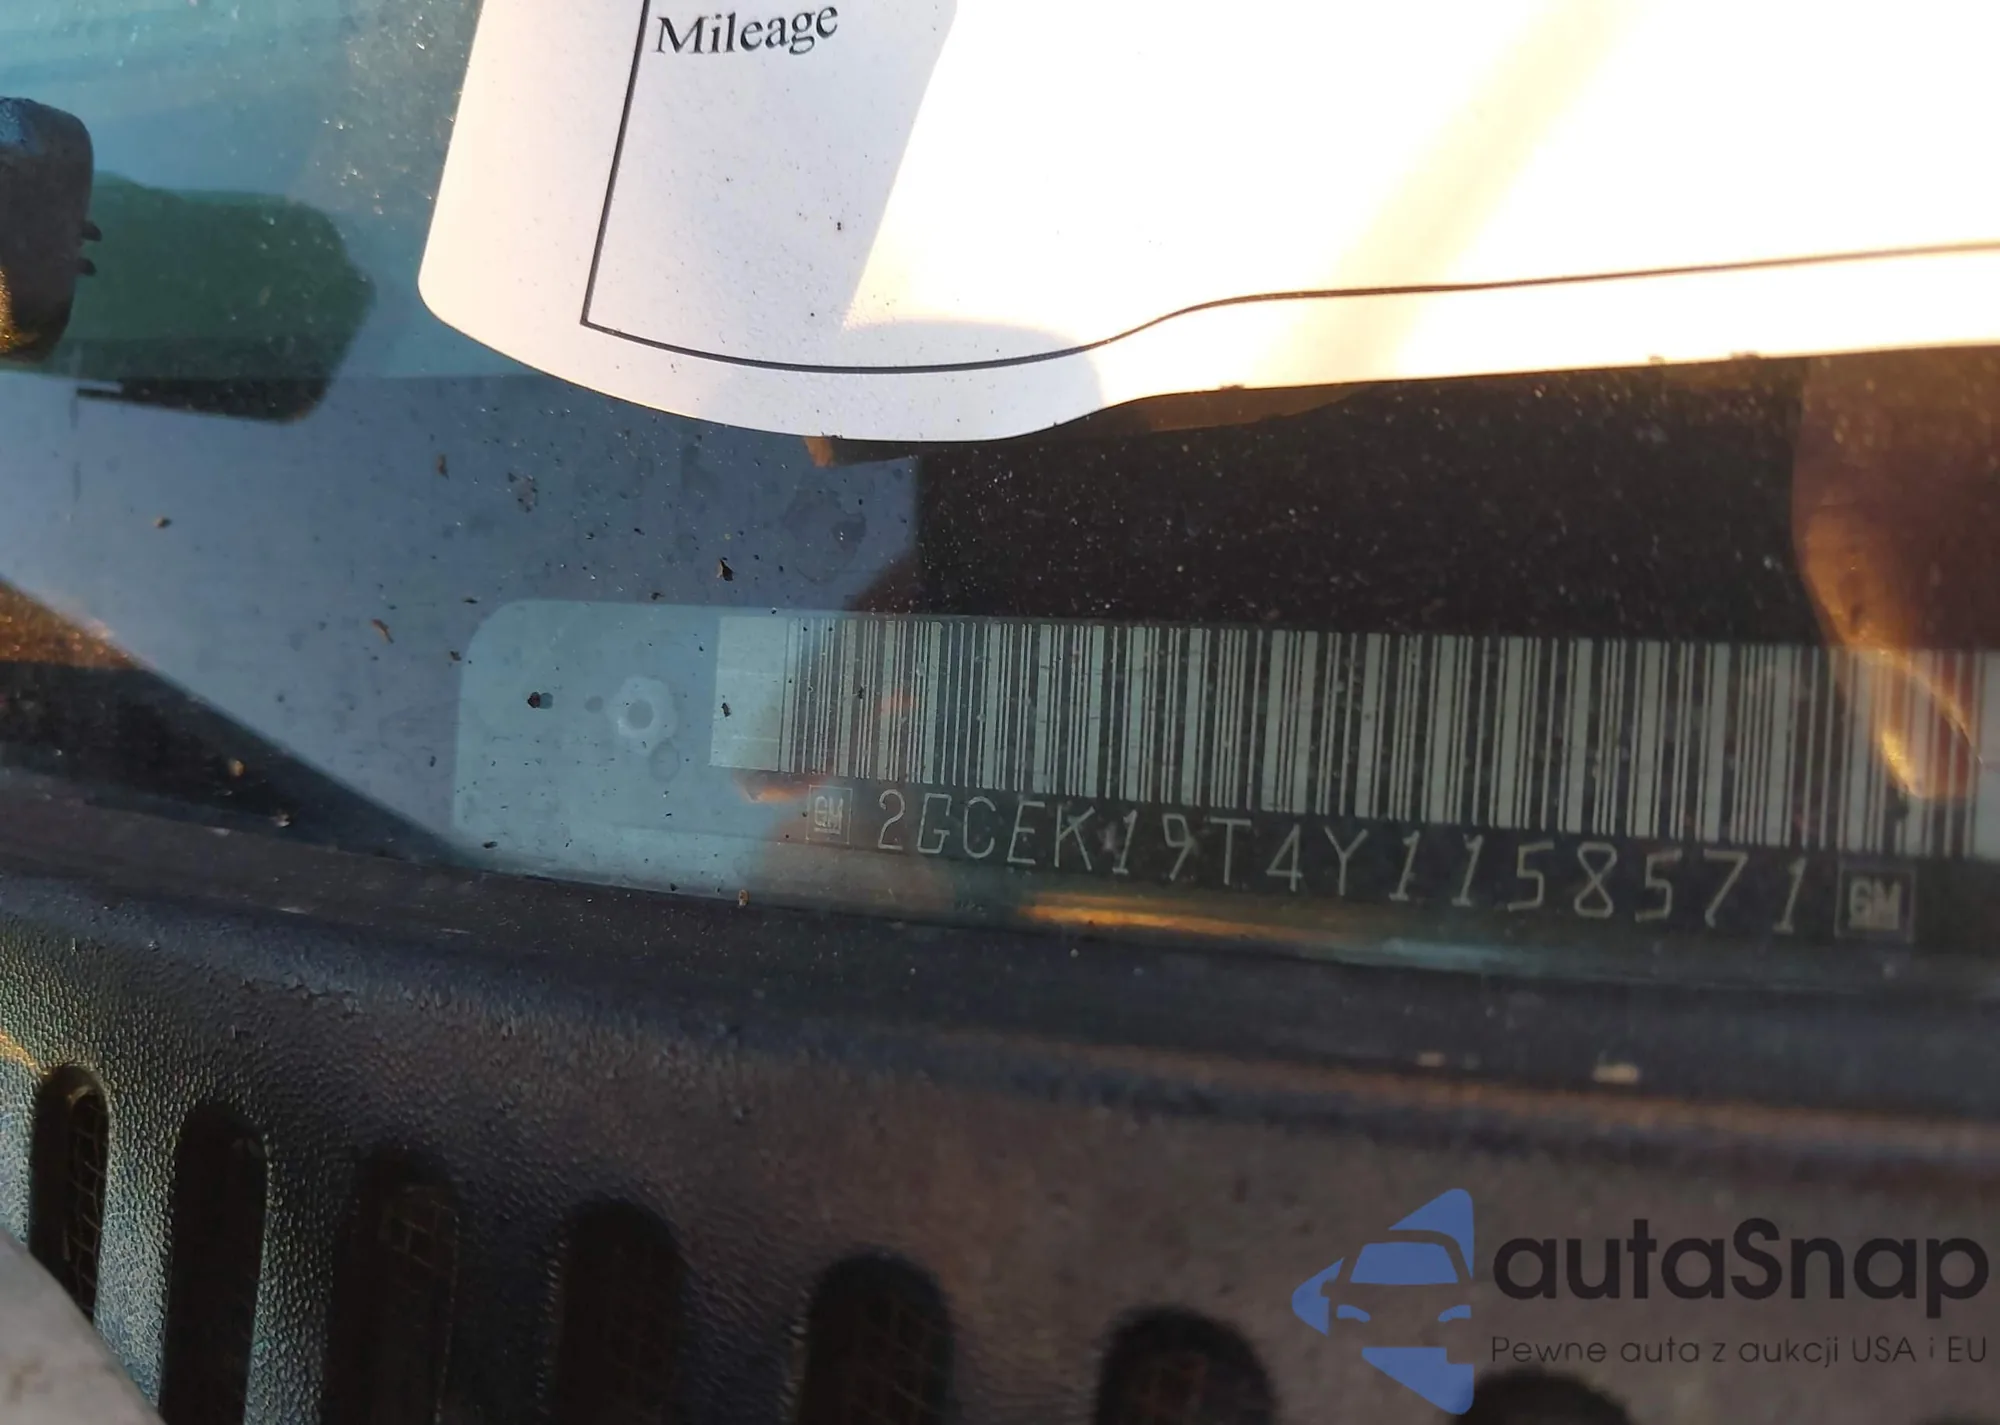 Mileage
GM 2GCEK19T4Y1158571 GM
autaSnap
Pewne auta z aukcji USA i EU